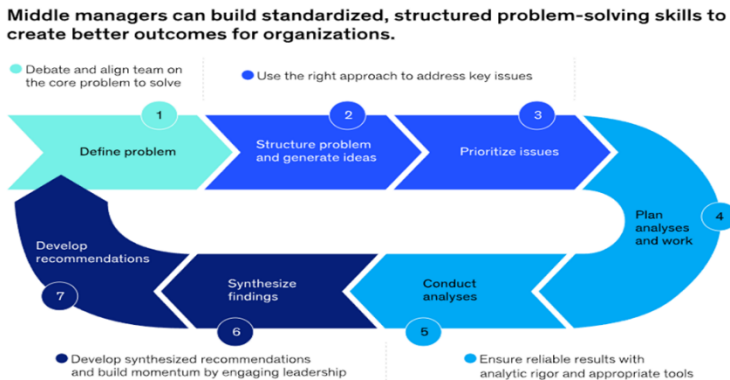 Middle managers can build standardized, structured problem-solving skills to
create better outcomes for organizations.
Debate and align team on
the core problem to solve
Use the right approach to address key issues
1
2
3
Define problem
Structure problem
and generate ideas
Prioritize issues
Plan
analyses
and work
4
Develop
recommendations
7
Synthesize
findings
6
Conduct
analyses
5
Develop synthesized recommendations
and build momentum by engaging leadership
Ensure reliable results with
analytic rigor and appropriate tools